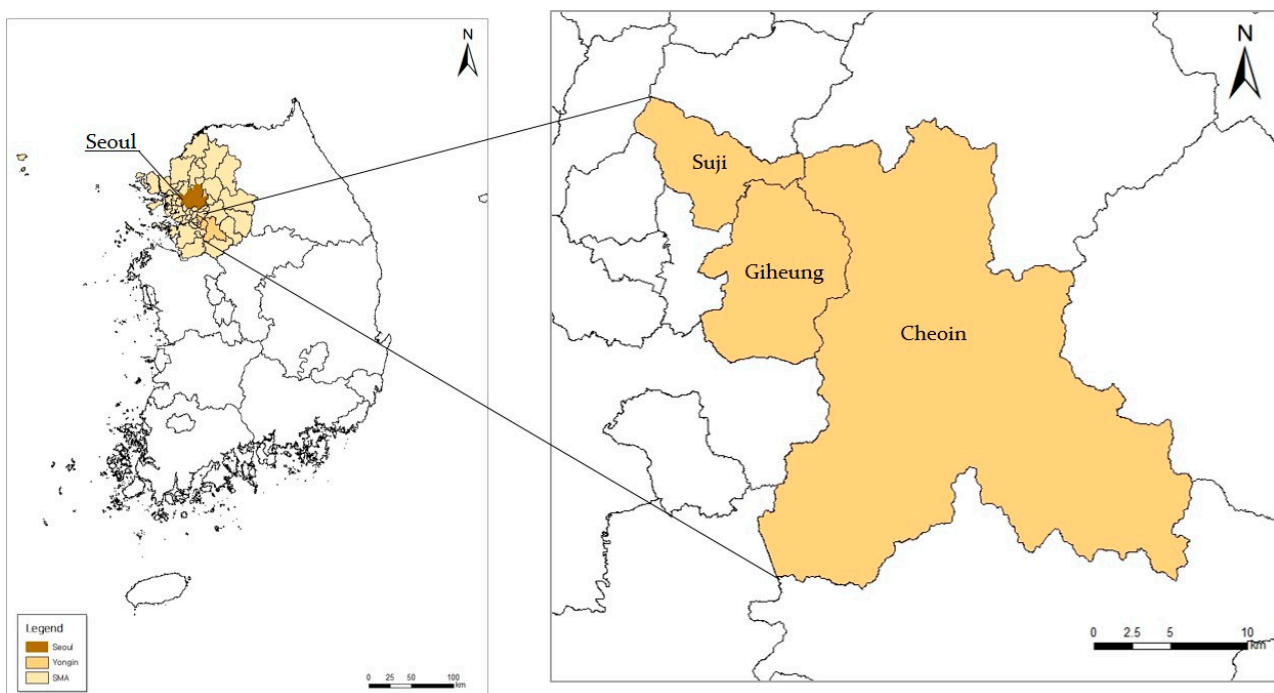 N
Seoul
Legend
Seoul
Yongin
SMA
0 25 50 100
km
N
Suji
Giheung
Cheoin
0 2.5 5 10
km